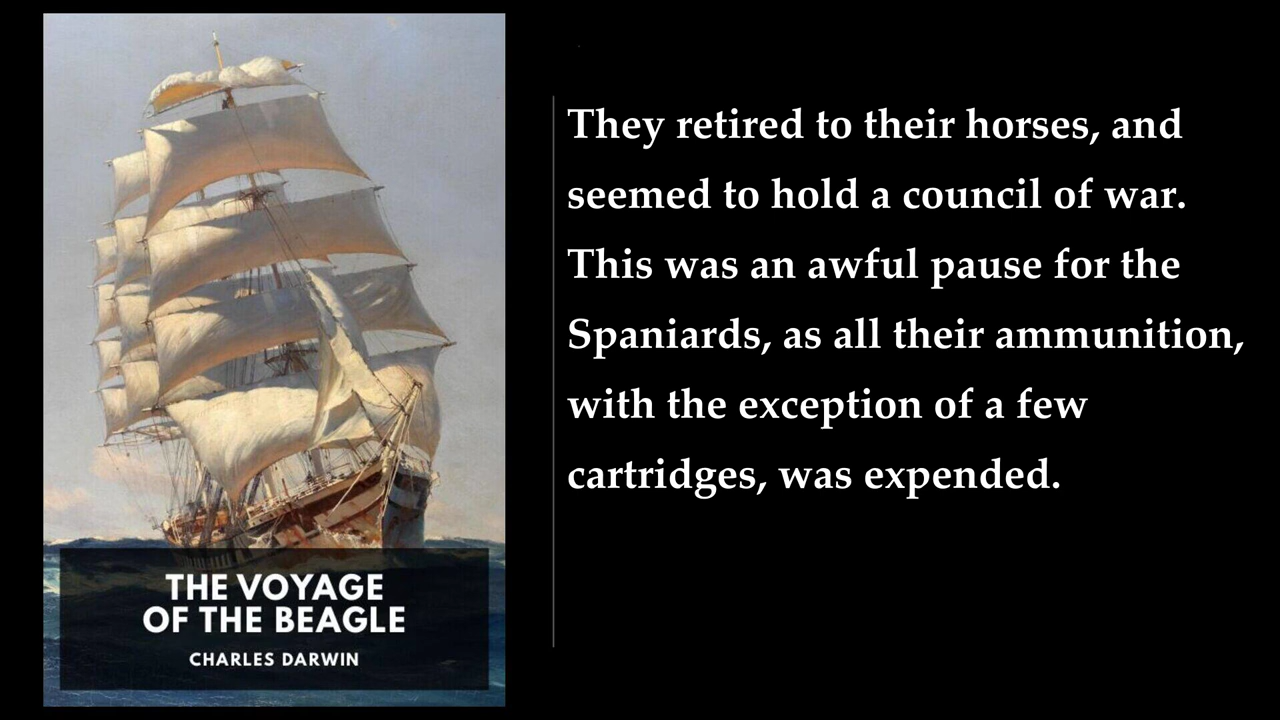 THE VOYAGE
OF THE BEAGLE
CHARLES DARWIN
They retired to their horses, and
seemed to hold a council of war.
This was an awful pause for the
Spaniards, as all their ammunition,
with the exception of a few
cartridges, was expended.